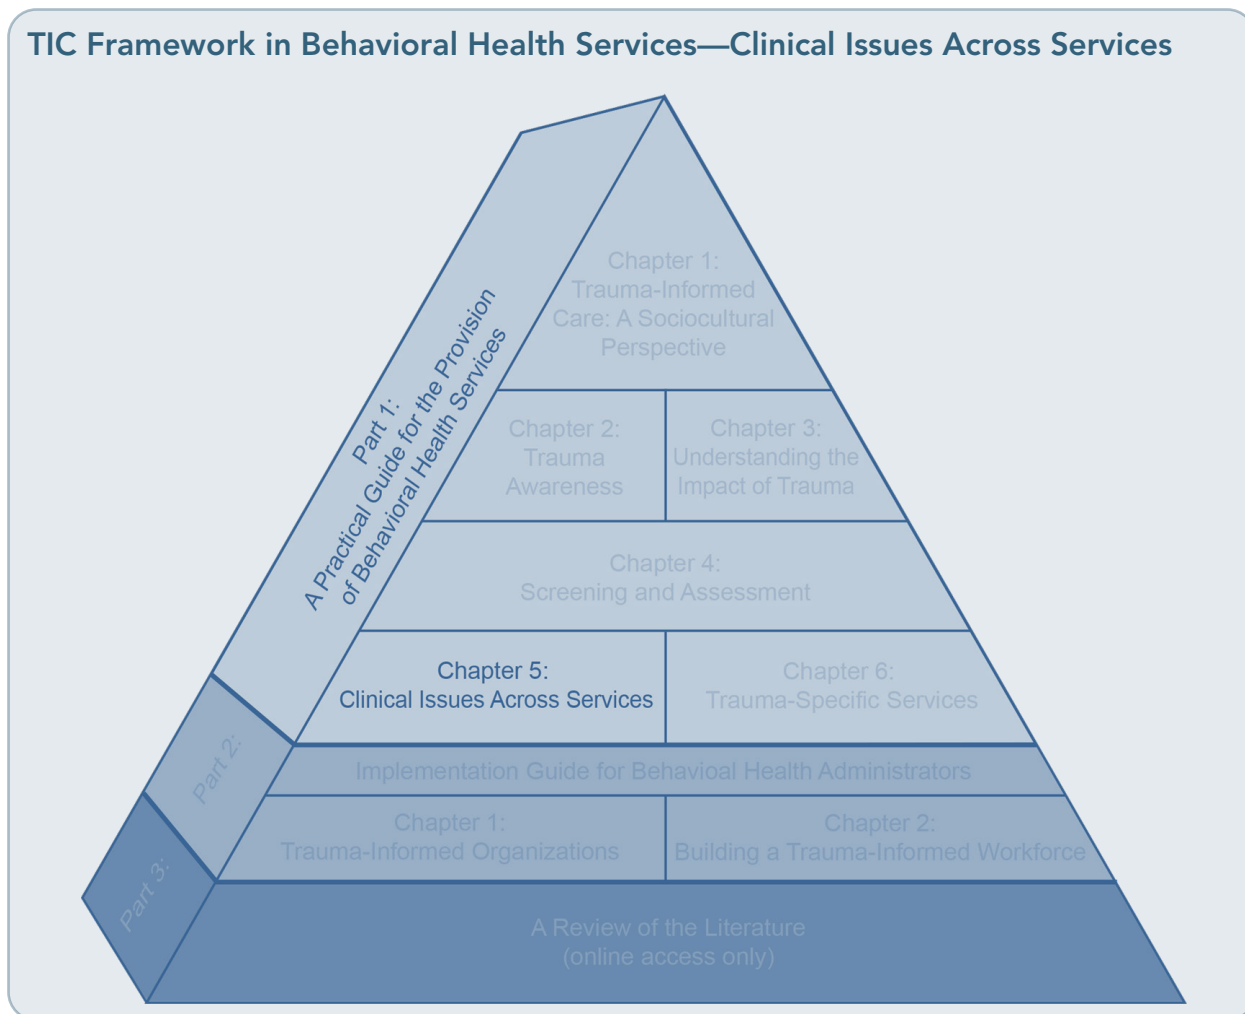 TIC Framework in Behavioral Health Services—Clinical Issues Across Services
Part 1:
A Practical Guide for the Provision
of Behavioral Health Services
Chapter 1:
Trauma-Informed
Care: A Sociocultural
Perspective
Chapter 2:
Trauma
Awareness
Chapter 3:
Understanding the
Impact of Trauma
Chapter 4:
Screening and Assessment
Chapter 5:
Clinical Issues Across Services
Chapter 6:
Trauma-Specific Services
Part 2:
Implementation Guide for Behavioal Health Administrators
Chapter 1:
Trauma-Informed Organizations
Chapter 2:
Building a Trauma-Informed Workforce
Part 3:
A Review of the Literature
(online access only)